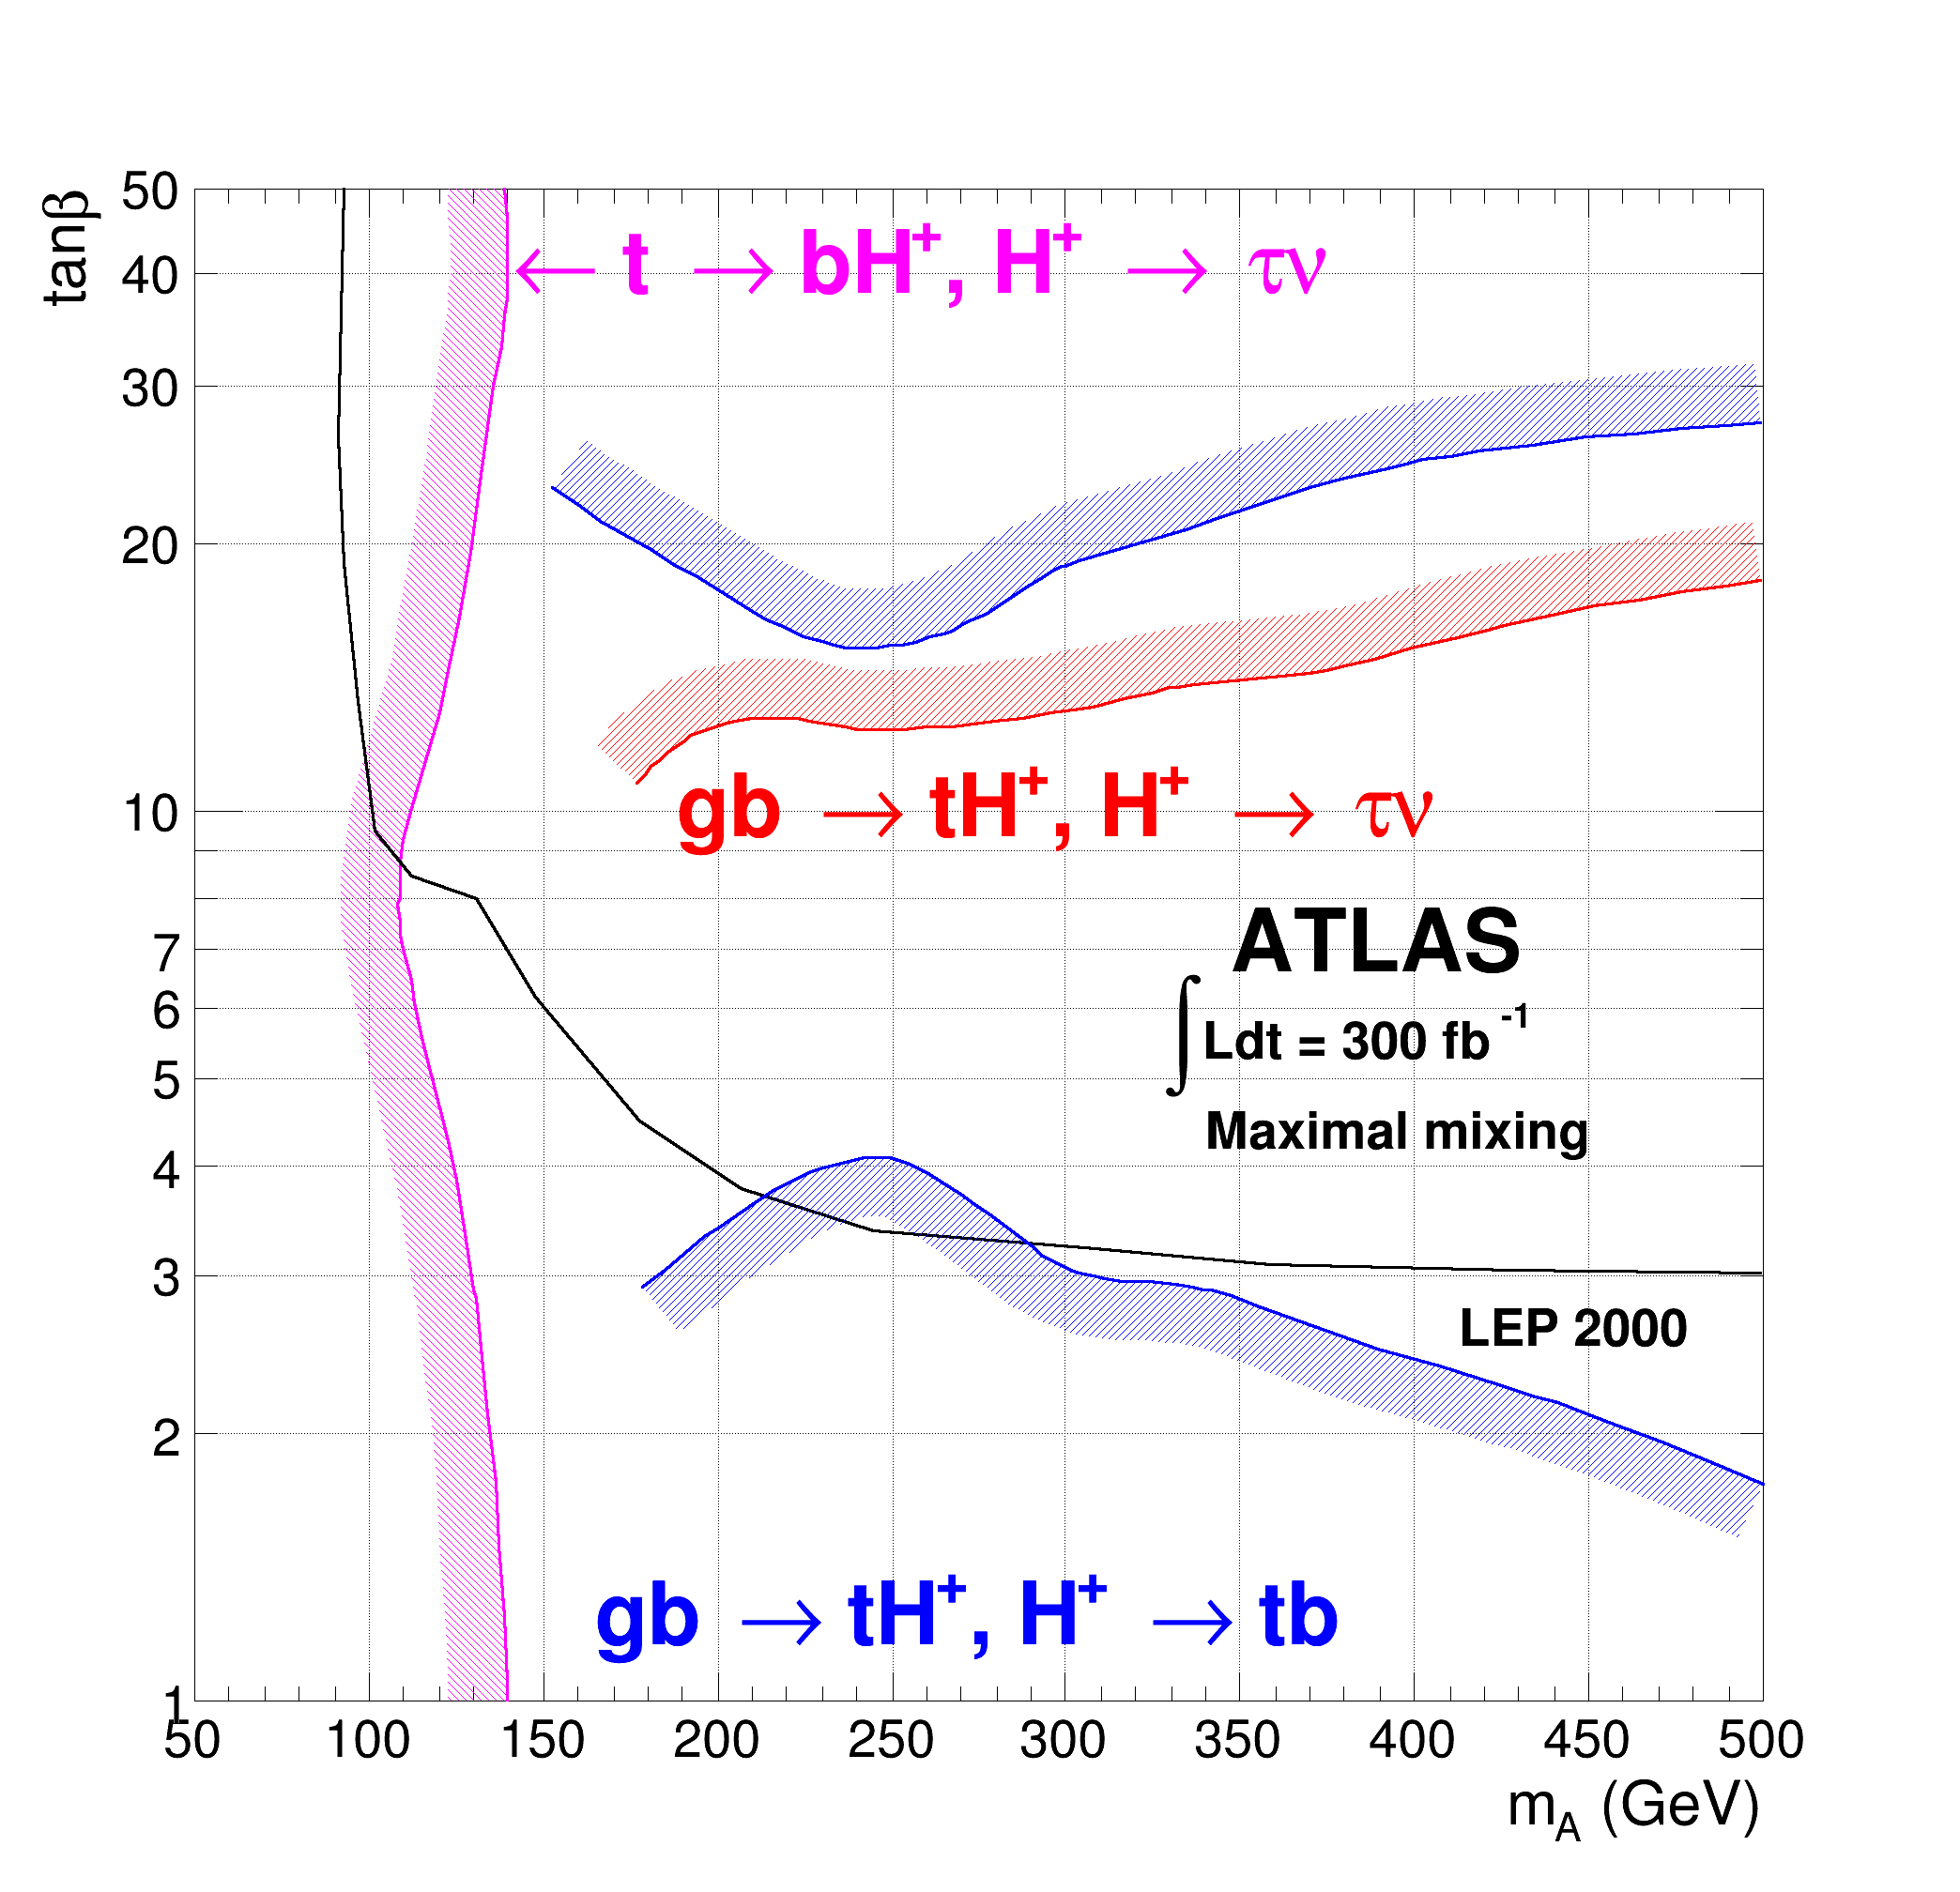 tanβ
50
40
30
20
10
7
6
5
4
3
2
1
← t → bH⁺, H⁺ → τν
gb → tH⁺, H⁺ → τν
ATLAS
∫Ldt = 300 fb⁻¹
Maximal mixing
LEP 2000
gb → tH⁺, H⁺ → tb
50 100 150 200 250 300 350 400 450 500
m_A (GeV)